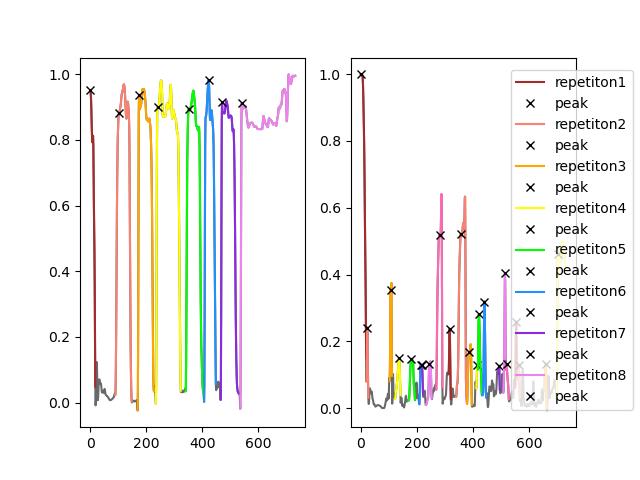 1.0
0.8
0.6
0.4
0.2
0.0
0 200 400 600
1.0
0.8
0.6
0.4
0.2
0.0
0 200 400 600
repetiton1
peak
repetiton2
peak
repetiton3
peak
repetiton4
peak
repetiton5
peak
repetiton6
peak
repetiton7
peak
repetiton8
peak